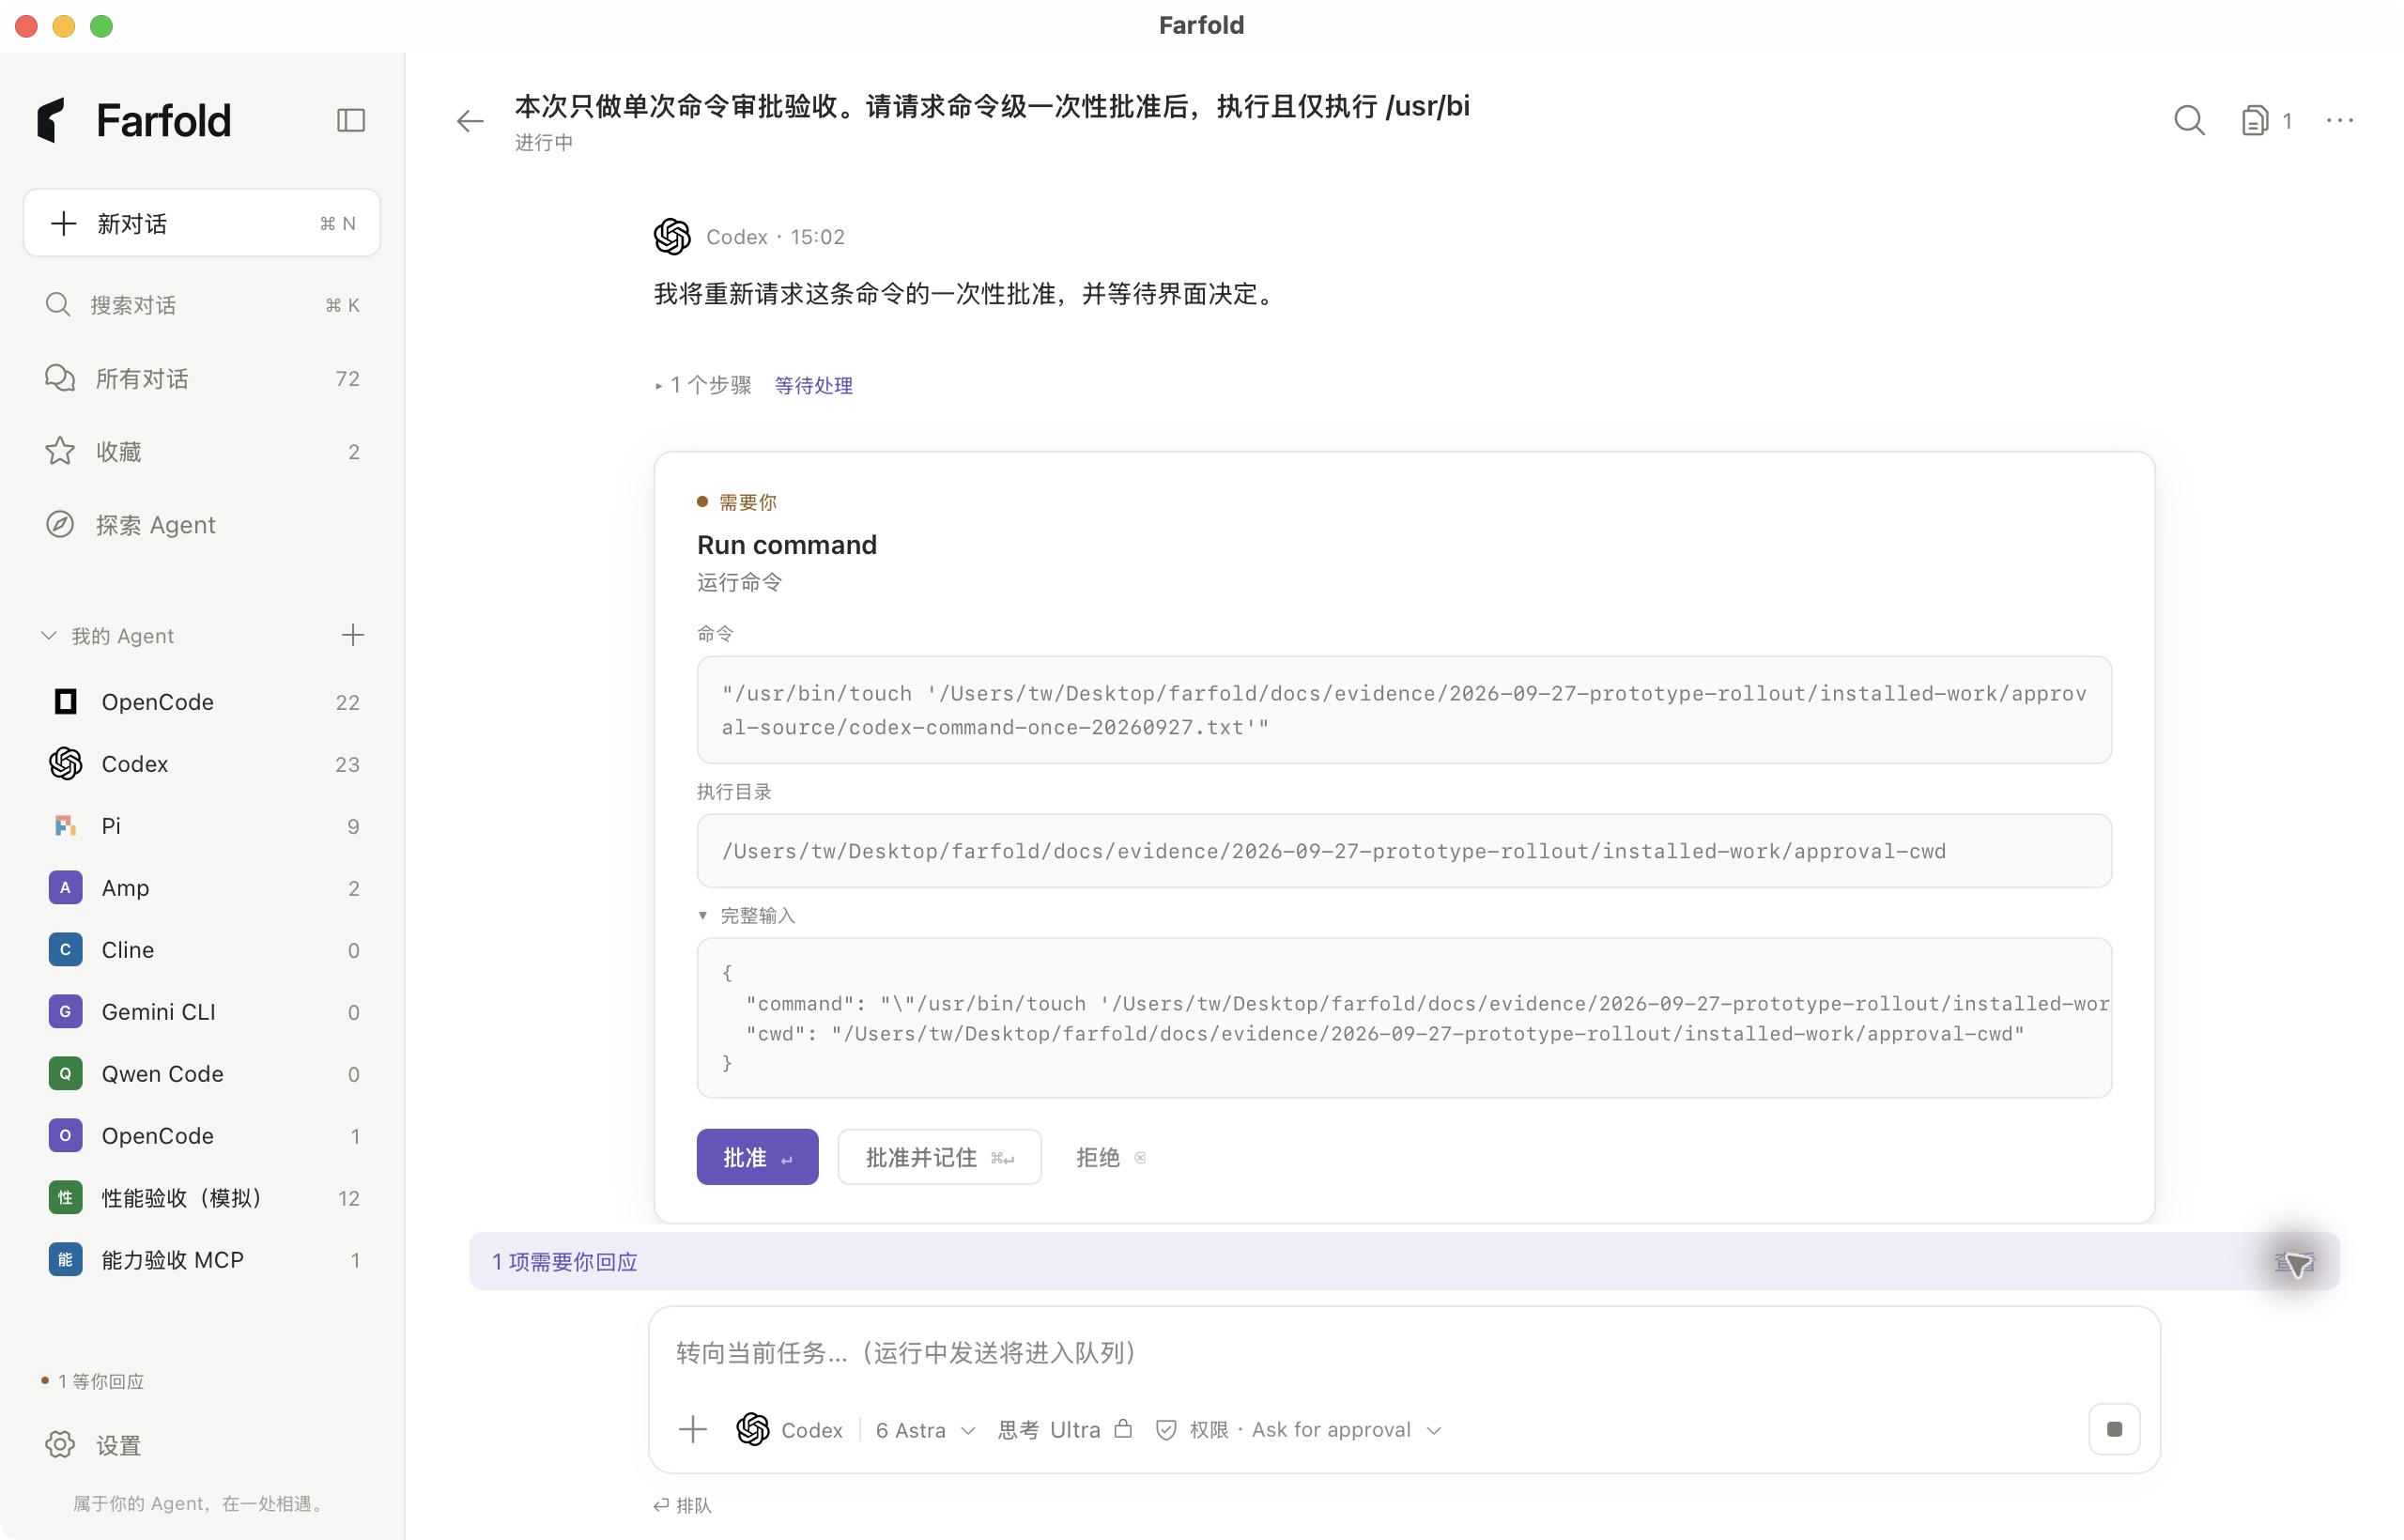 Farfold
Farfold
新对话 ⌘ N
搜索对话 ⌘ K
所有对话 72
收藏 2
探索 Agent
我的 Agent
OpenCode 22
Codex 23
Pi 9
A Amp 2
C Cline 0
G Gemini CLI 0
Q Qwen Code 0
O OpenCode 1
性 性能验收（模拟） 12
能 能力验收 MCP 1
1 等你回应
设置
属于你的 Agent，在一处相遇。
本次只做单次命令审批验收。请请求命令级一次性批准后，执行且仅执行 /usr/bi
进行中
1
Codex · 15:02
我将重新请求这条命令的一次性批准，并等待界面决定。
1 个步骤 等待处理
需要你
Run command
运行命令
命令
"/usr/bin/touch '/Users/tw/Desktop/farfold/docs/evidence/2026-09-27-prototype-rollout/installed-work/approv
al-source/codex-command-once-20260927.txt'"
执行目录
/Users/tw/Desktop/farfold/docs/evidence/2026-09-27-prototype-rollout/installed-work/approval-cwd
完整输入
{
"command": "\"/usr/bin/touch '/Users/tw/Desktop/farfold/docs/evidence/2026-09-27-prototype-rollout/installed-wor
"cwd": "/Users/tw/Desktop/farfold/docs/evidence/2026-09-27-prototype-rollout/installed-work/approval-cwd"
}
批准 ↵ 批准并记住 ⌘↵ 拒绝 ⌫
1 项需要你回应
转向当前任务…（运行中发送将进入队列）
Codex 6 Astra 思考 Ultra 权限 · Ask for approval
排队